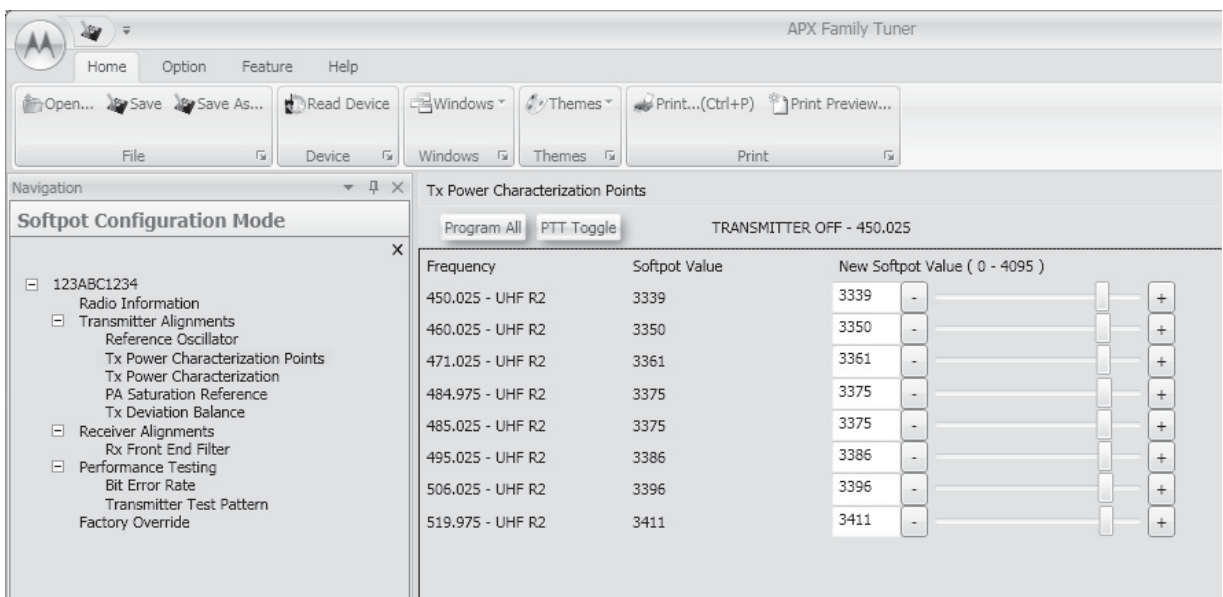 APX Family Tuner
Home Option Feature Help
Open... Save Save As... Read Device Windows Themes Print...(Ctrl+P) Print Preview...
File Device Windows Themes Print
Navigation
Softpot Configuration Mode
123ABC1234
Radio Information
Transmitter Alignments
Reference Oscillator
Tx Power Characterization Points
Tx Power Characterization
PA Saturation Reference
Tx Deviation Balance
Receiver Alignments
Rx Front End Filter
Performance Testing
Bit Error Rate
Transmitter Test Pattern
Factory Override
Tx Power Characterization Points
Program All PTT Toggle TRANSMITTER OFF - 450.025
Frequency Softpot Value New Softpot Value ( 0 - 4095 )
450.025 - UHF R2 3339 3339 - +
460.025 - UHF R2 3350 3350 - +
471.025 - UHF R2 3361 3361 - +
484.975 - UHF R2 3375 3375 - +
485.025 - UHF R2 3375 3375 - +
495.025 - UHF R2 3386 3386 - +
506.025 - UHF R2 3396 3396 - +
519.975 - UHF R2 3411 3411 - +